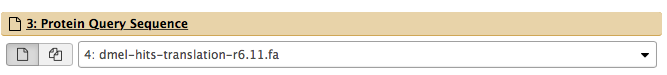 3: Protein Query Sequence
4: dmel-hits-translation-r6.11.fa